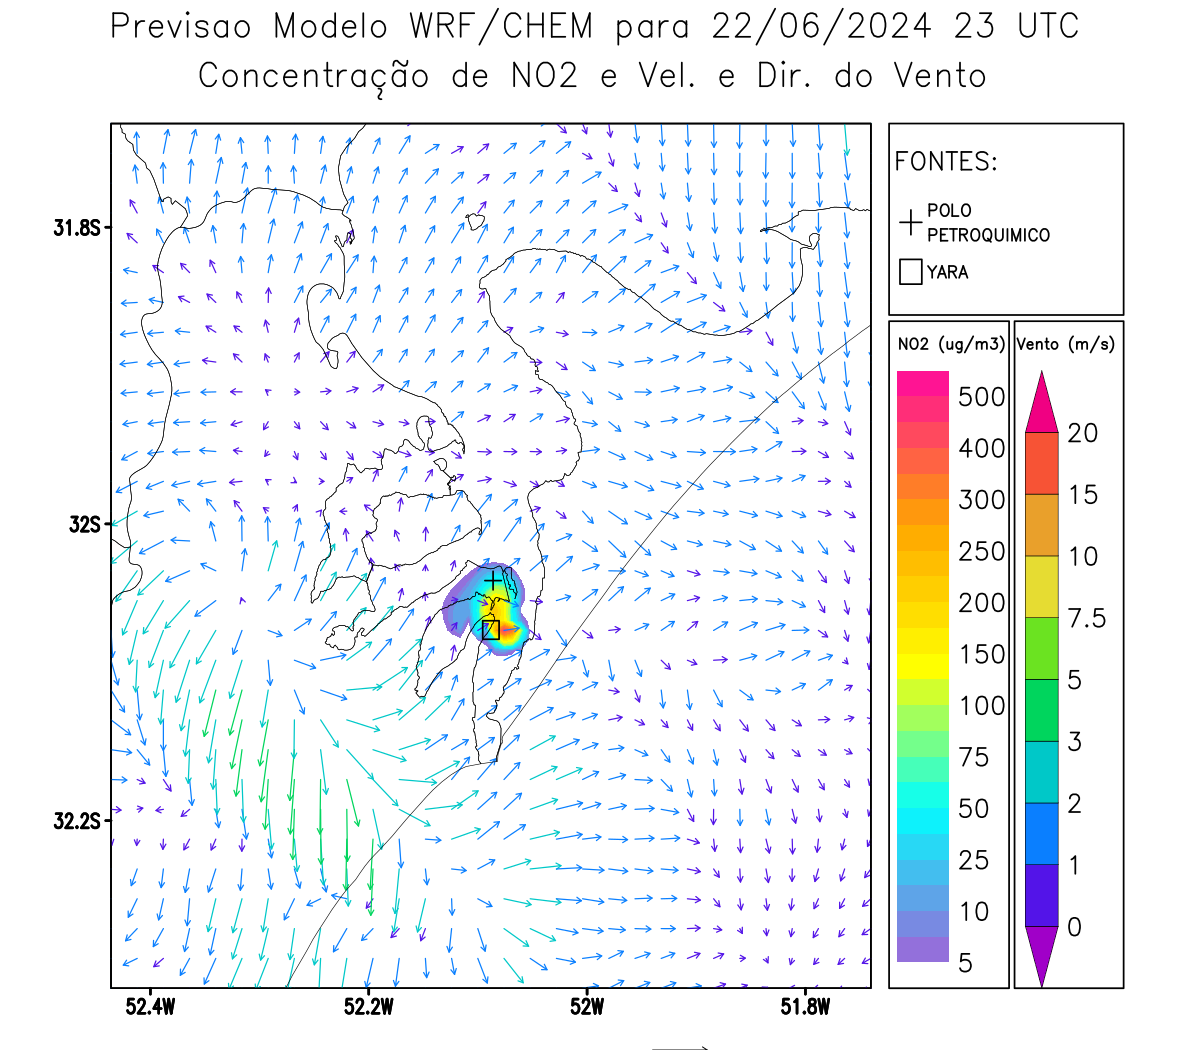 Previsao Modelo WRF/CHEM para 22/06/2024 23 UTC
Concentração de NO2 e Vel. e Dir. do Vento
FONTES:
POLO
PETROQUIMICO
YARA
NO2 (ug/m3)
500
400
300
250
200
150
100
75
50
25
10
5
Vento (m/s)
20
15
10
7.5
5
3
2
1
0
31.8S
32S
32.2S
52.4W
52.2W
52W
51.8W